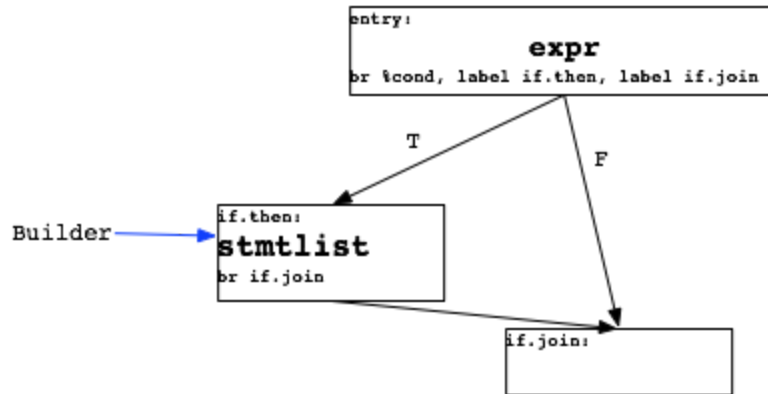 entry:
expr
br %cond, label if.then, label if.join
T
F
if.then:
Builder
stmtlist
br if.join
if.join: